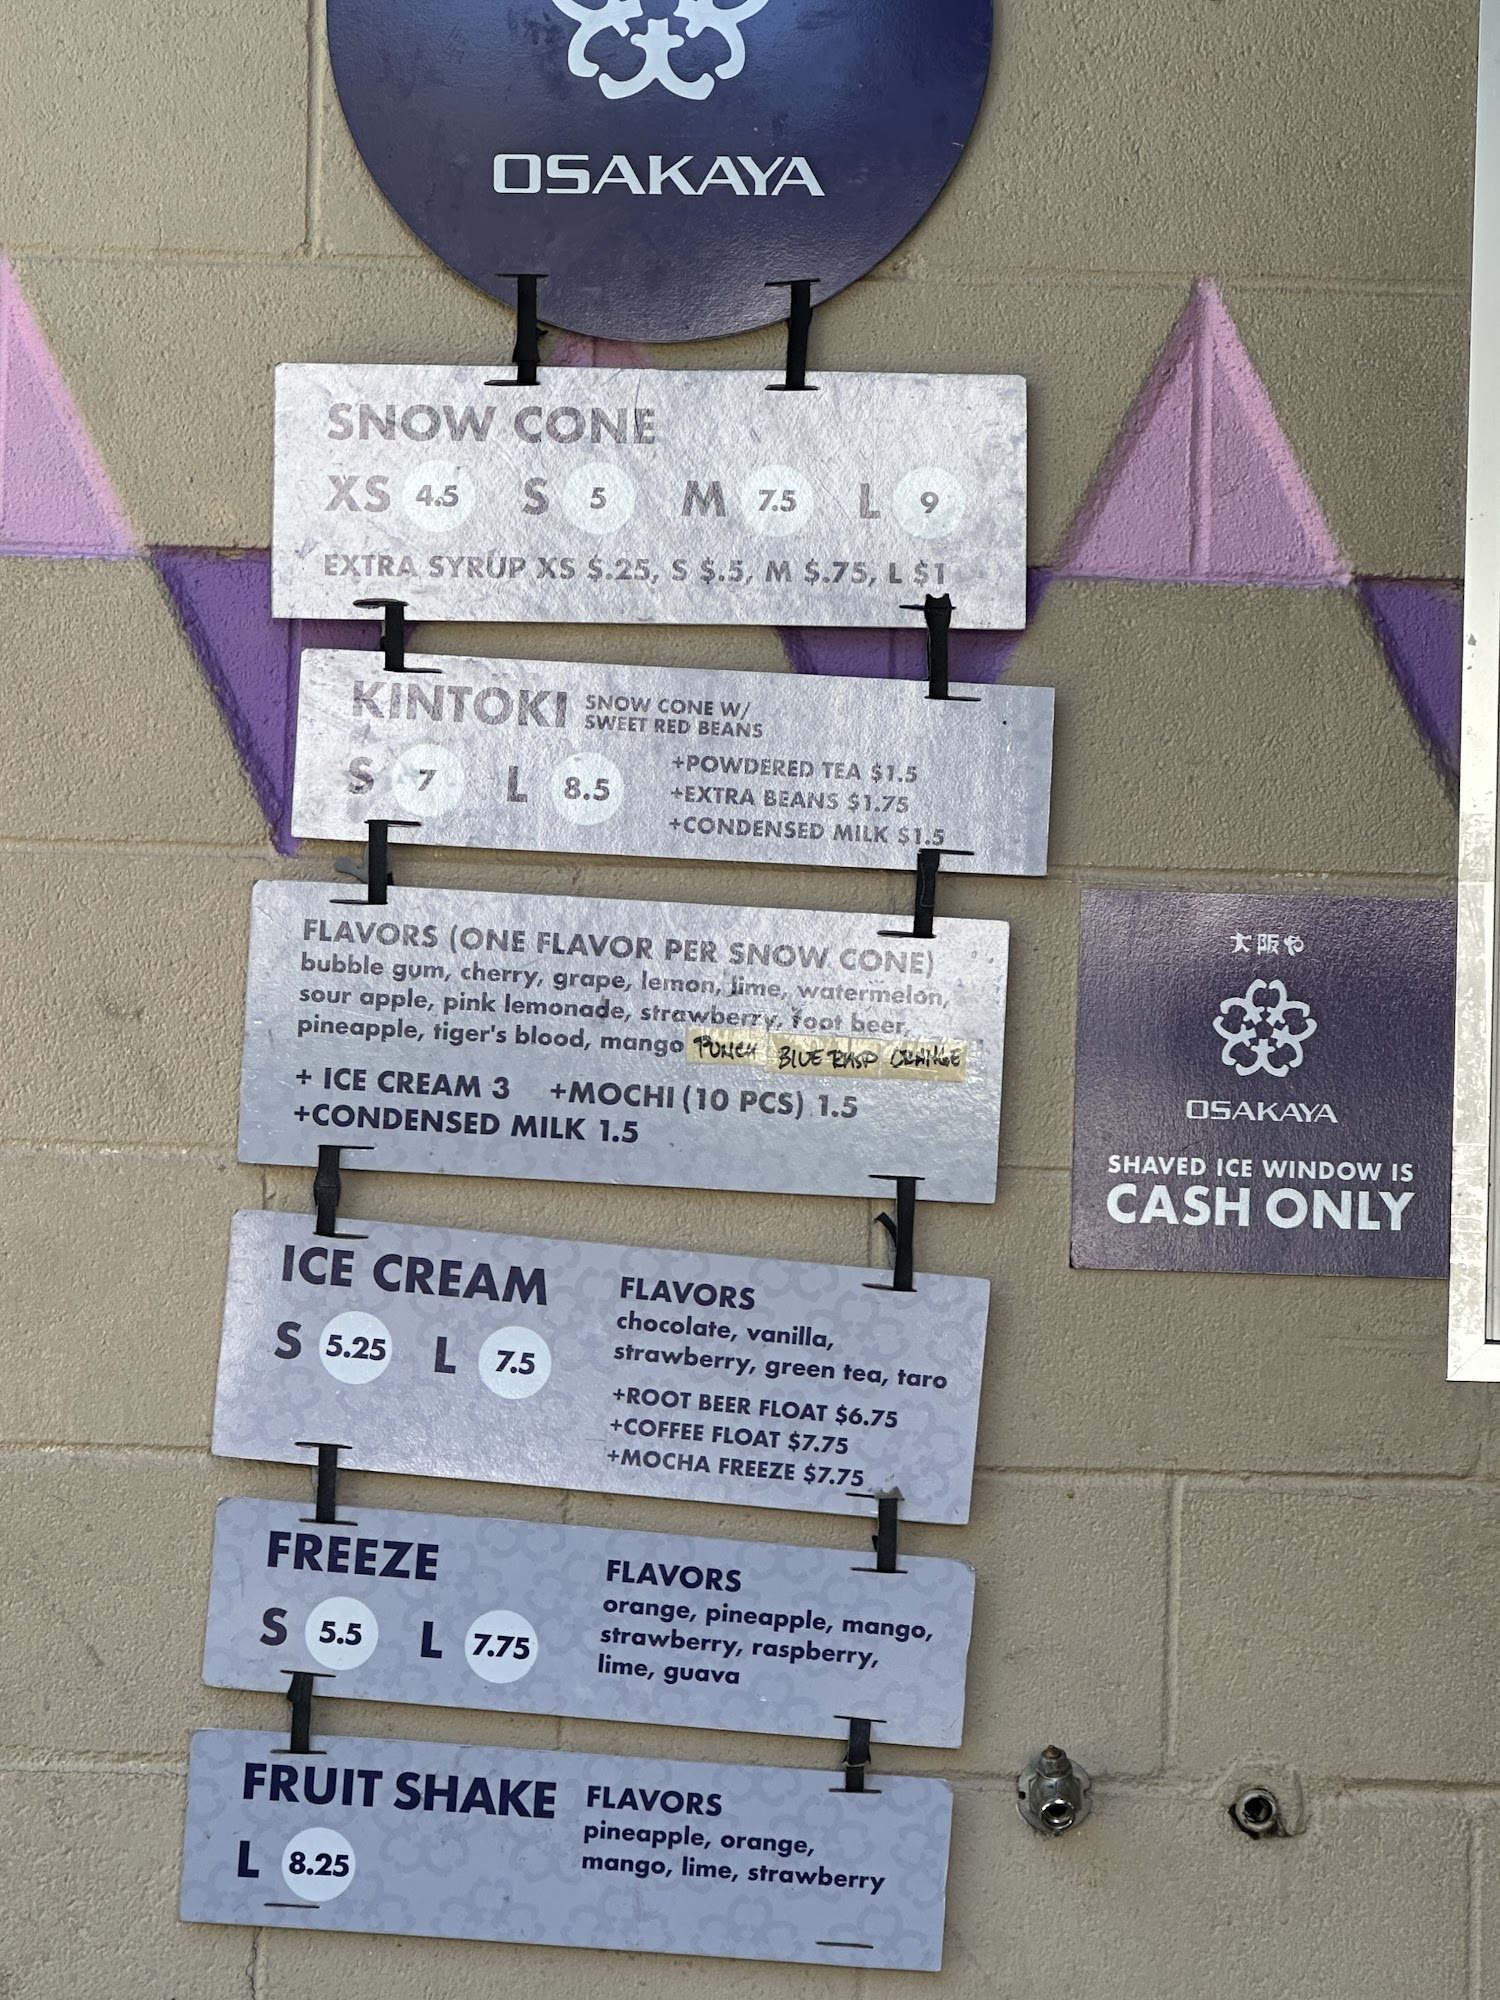 OSAKAYA
SNOW CONE
XS 4.5 S 5 M 7.5 L 9
EXTRA SYRUP XS $.25, S $.5, M $.75, L $1
KINTOKI SNOW CONE W/
SWEET RED BEANS
S 7 L 8.5
+POWDERED TEA $1.5
+EXTRA BEANS $1.75
+CONDENSED MILK $1.5
FLAVORS (ONE FLAVOR PER SNOW CONE)
bubble gum, cherry, grape, lemon, lime, watermelon,
sour apple, pink lemonade, strawberry, root beer,
pineapple, tiger's blood, mango PUNCH BLUE RASP ORANGE
+ ICE CREAM 3 +MOCHI (10 PCS) 1.5
+CONDENSED MILK 1.5
ICE CREAM
S 5.25 L 7.5
FLAVORS
chocolate, vanilla,
strawberry, green tea, taro
+ROOT BEER FLOAT $6.75
+COFFEE FLOAT $7.75
+MOCHA FREEZE $7.75
FREEZE
S 5.5 L 7.75
FLAVORS
orange, pineapple, mango,
strawberry, raspberry,
lime, guava
FRUIT SHAKE
L 8.25
FLAVORS
pineapple, orange,
mango, lime, strawberry
大阪や
OSAKAYA
SHAVED ICE WINDOW IS
CASH ONLY